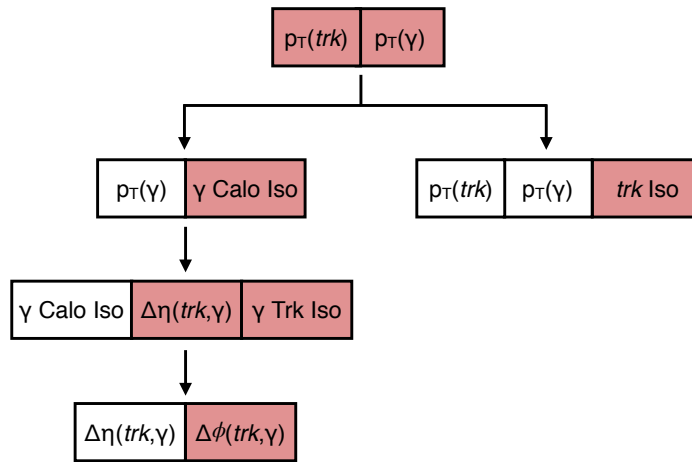 pT(trk) pT(γ)
pT(γ) γ Calo Iso
pT(trk) pT(γ) trk Iso
γ Calo Iso Δη(trk,γ) γ Trk Iso
Δη(trk,γ) Δϕ(trk,γ)